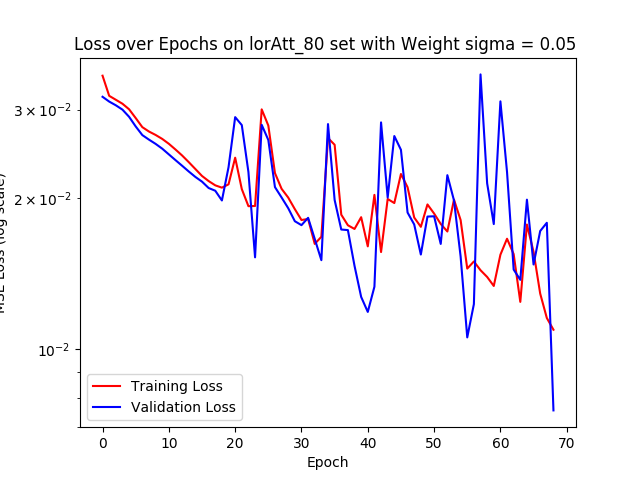 Loss over Epochs on lorAtt_80 set with Weight sigma = 0.05
MSE Loss (log scale)
3 × 10⁻²
2 × 10⁻²
10⁻²
Training Loss
Validation Loss
0 10 20 30 40 50 60 70
Epoch